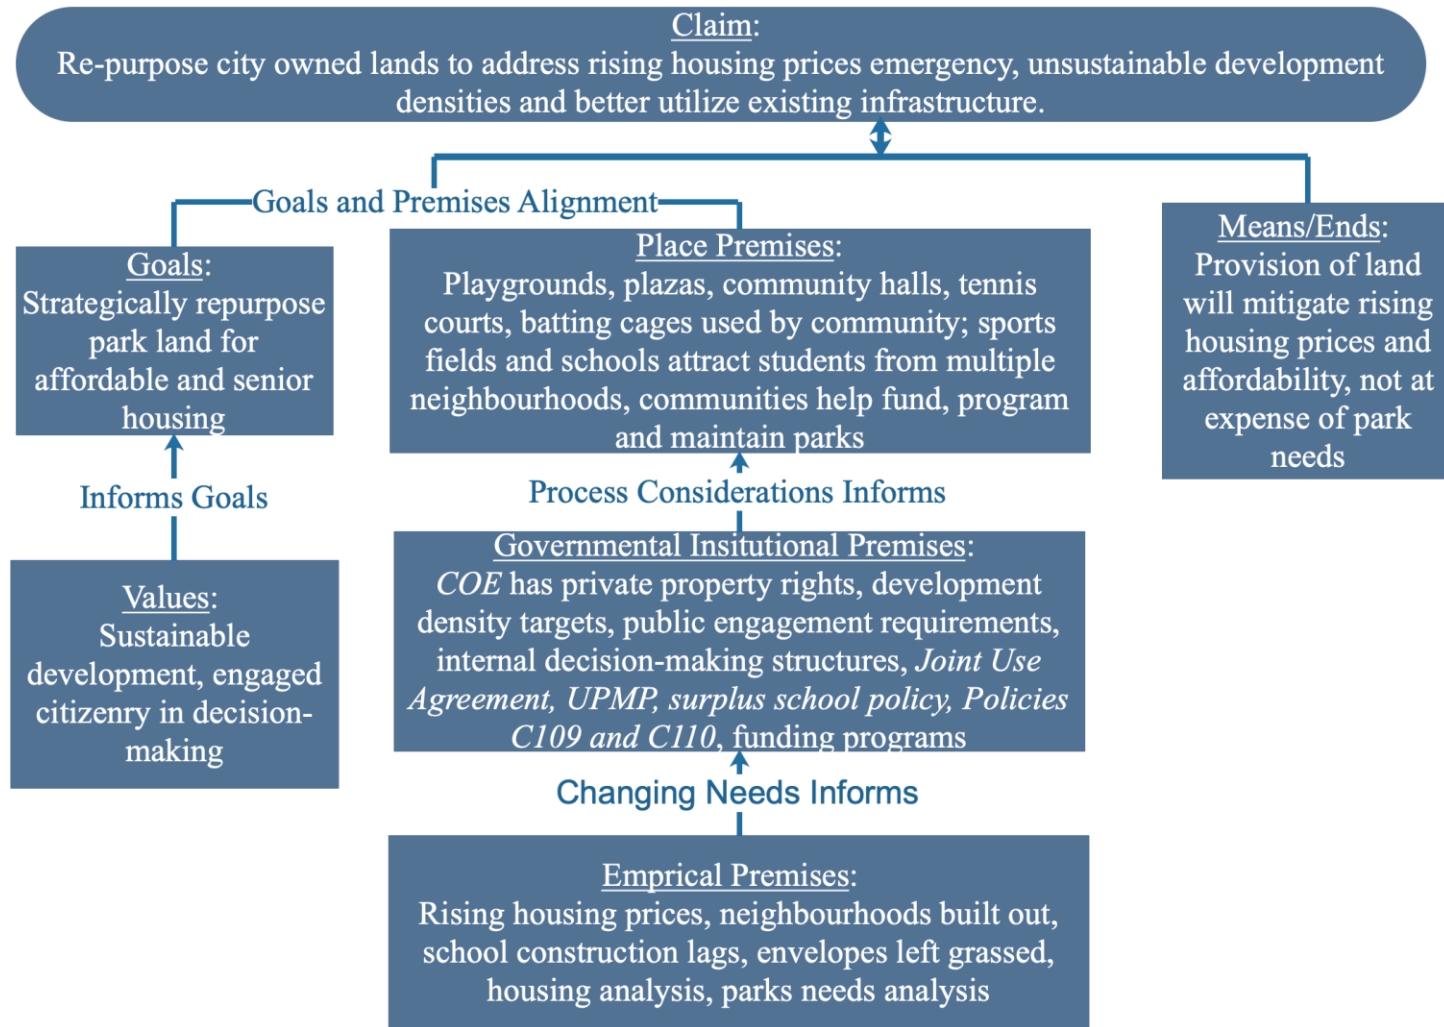 Claim:
Re-purpose city owned lands to address rising housing prices emergency, unsustainable development
densities and better utilize existing infrastructure.
Goals and Premises Alignment
Goals:
Strategically repurpose
park land for
affordable and senior
housing
Informs Goals
Values:
Sustainable
development, engaged
citizenry in decision-
making
Place Premises:
Playgrounds, plazas, community halls, tennis
courts, batting cages used by community; sports
fields and schools attract students from multiple
neighbourhoods, communities help fund, program
and maintain parks
Process Considerations Informs
Governmental Insitutional Premises:
COE has private property rights, development
density targets, public engagement requirements,
internal decision-making structures, Joint Use
Agreement, UPMP, surplus school policy, Policies
C109 and C110, funding programs
Changing Needs Informs
Emprical Premises:
Rising housing prices, neighbourhoods built out,
school construction lags, envelopes left grassed,
housing analysis, parks needs analysis
Means/Ends:
Provision of land
will mitigate rising
housing prices and
affordability, not at
expense of park
needs